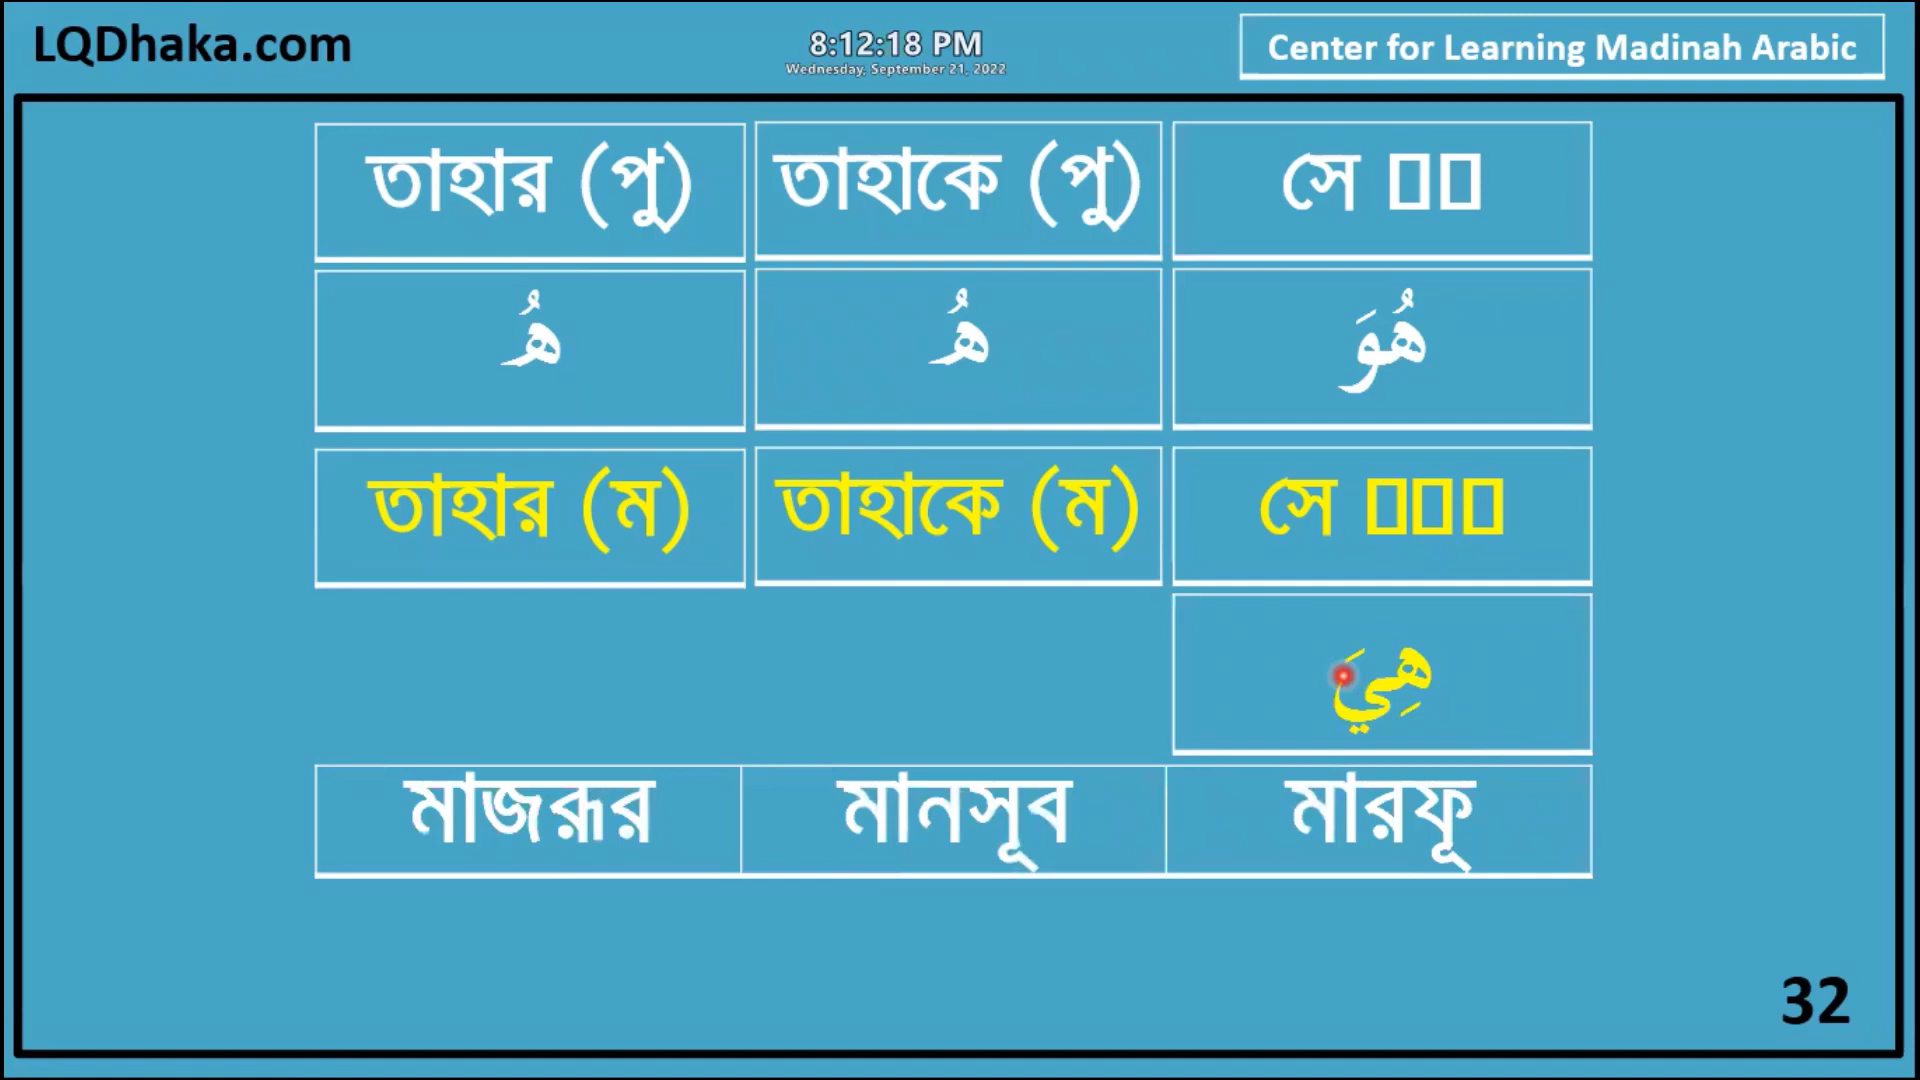 LQDhaka.com
8:12:18 PM
Wednesday, September 21, 2022
Center for Learning Madinah Arabic
তাহার (পু) তাহাকে (পু) সে
هُ هُ هُوَ
তাহার (ম) তাহাকে (ম) সে
هِيَ
মাজরূর মানসূব মারফূ
32